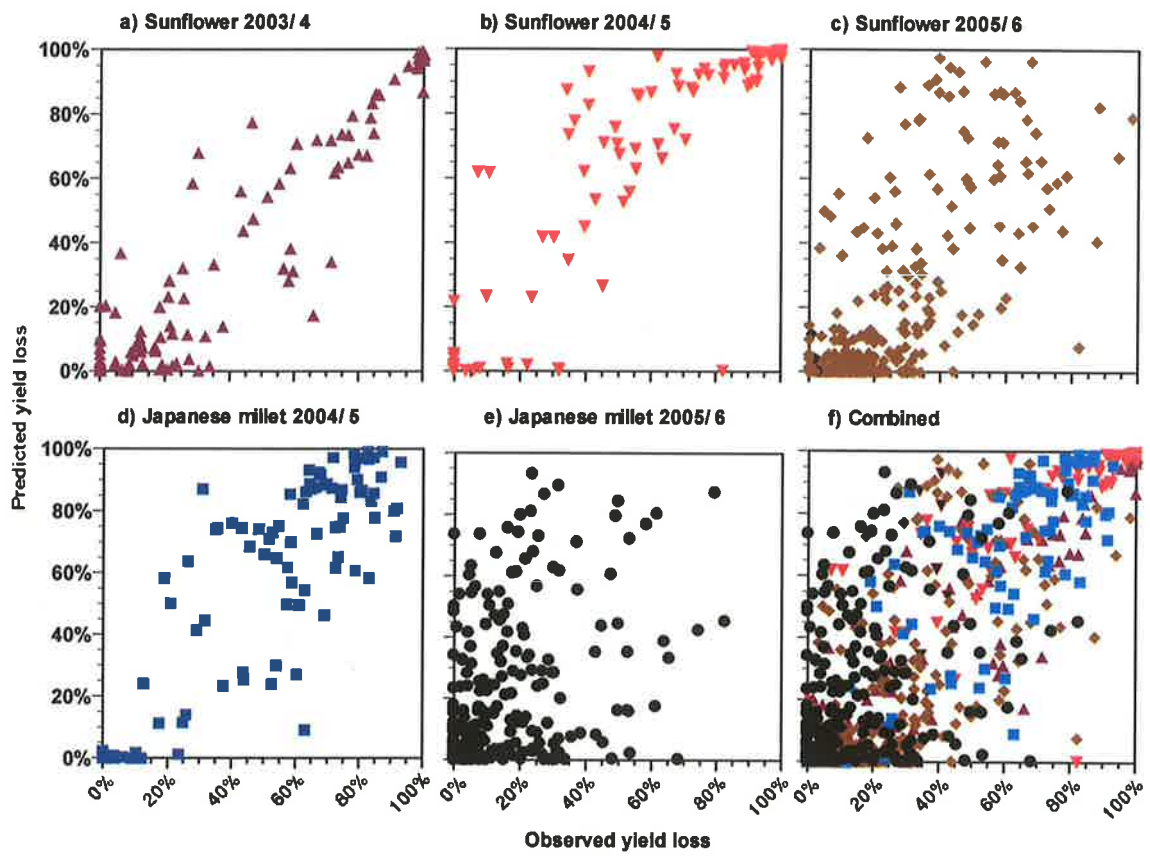 a) Sunflower 2003/4
b) Sunflower 2004/5
c) Sunflower 2005/6
100%
80%
60%
40%
20%
0%
Predicted yield loss
d) Japanese millet 2004/5
e) Japanese millet 2005/6
f) Combined
100%
80%
60%
40%
20%
0%
0% 20% 40% 60% 80% 100%
0% 20% 40% 60% 80% 100%
0% 20% 40% 60% 80% 100%
Observed yield loss